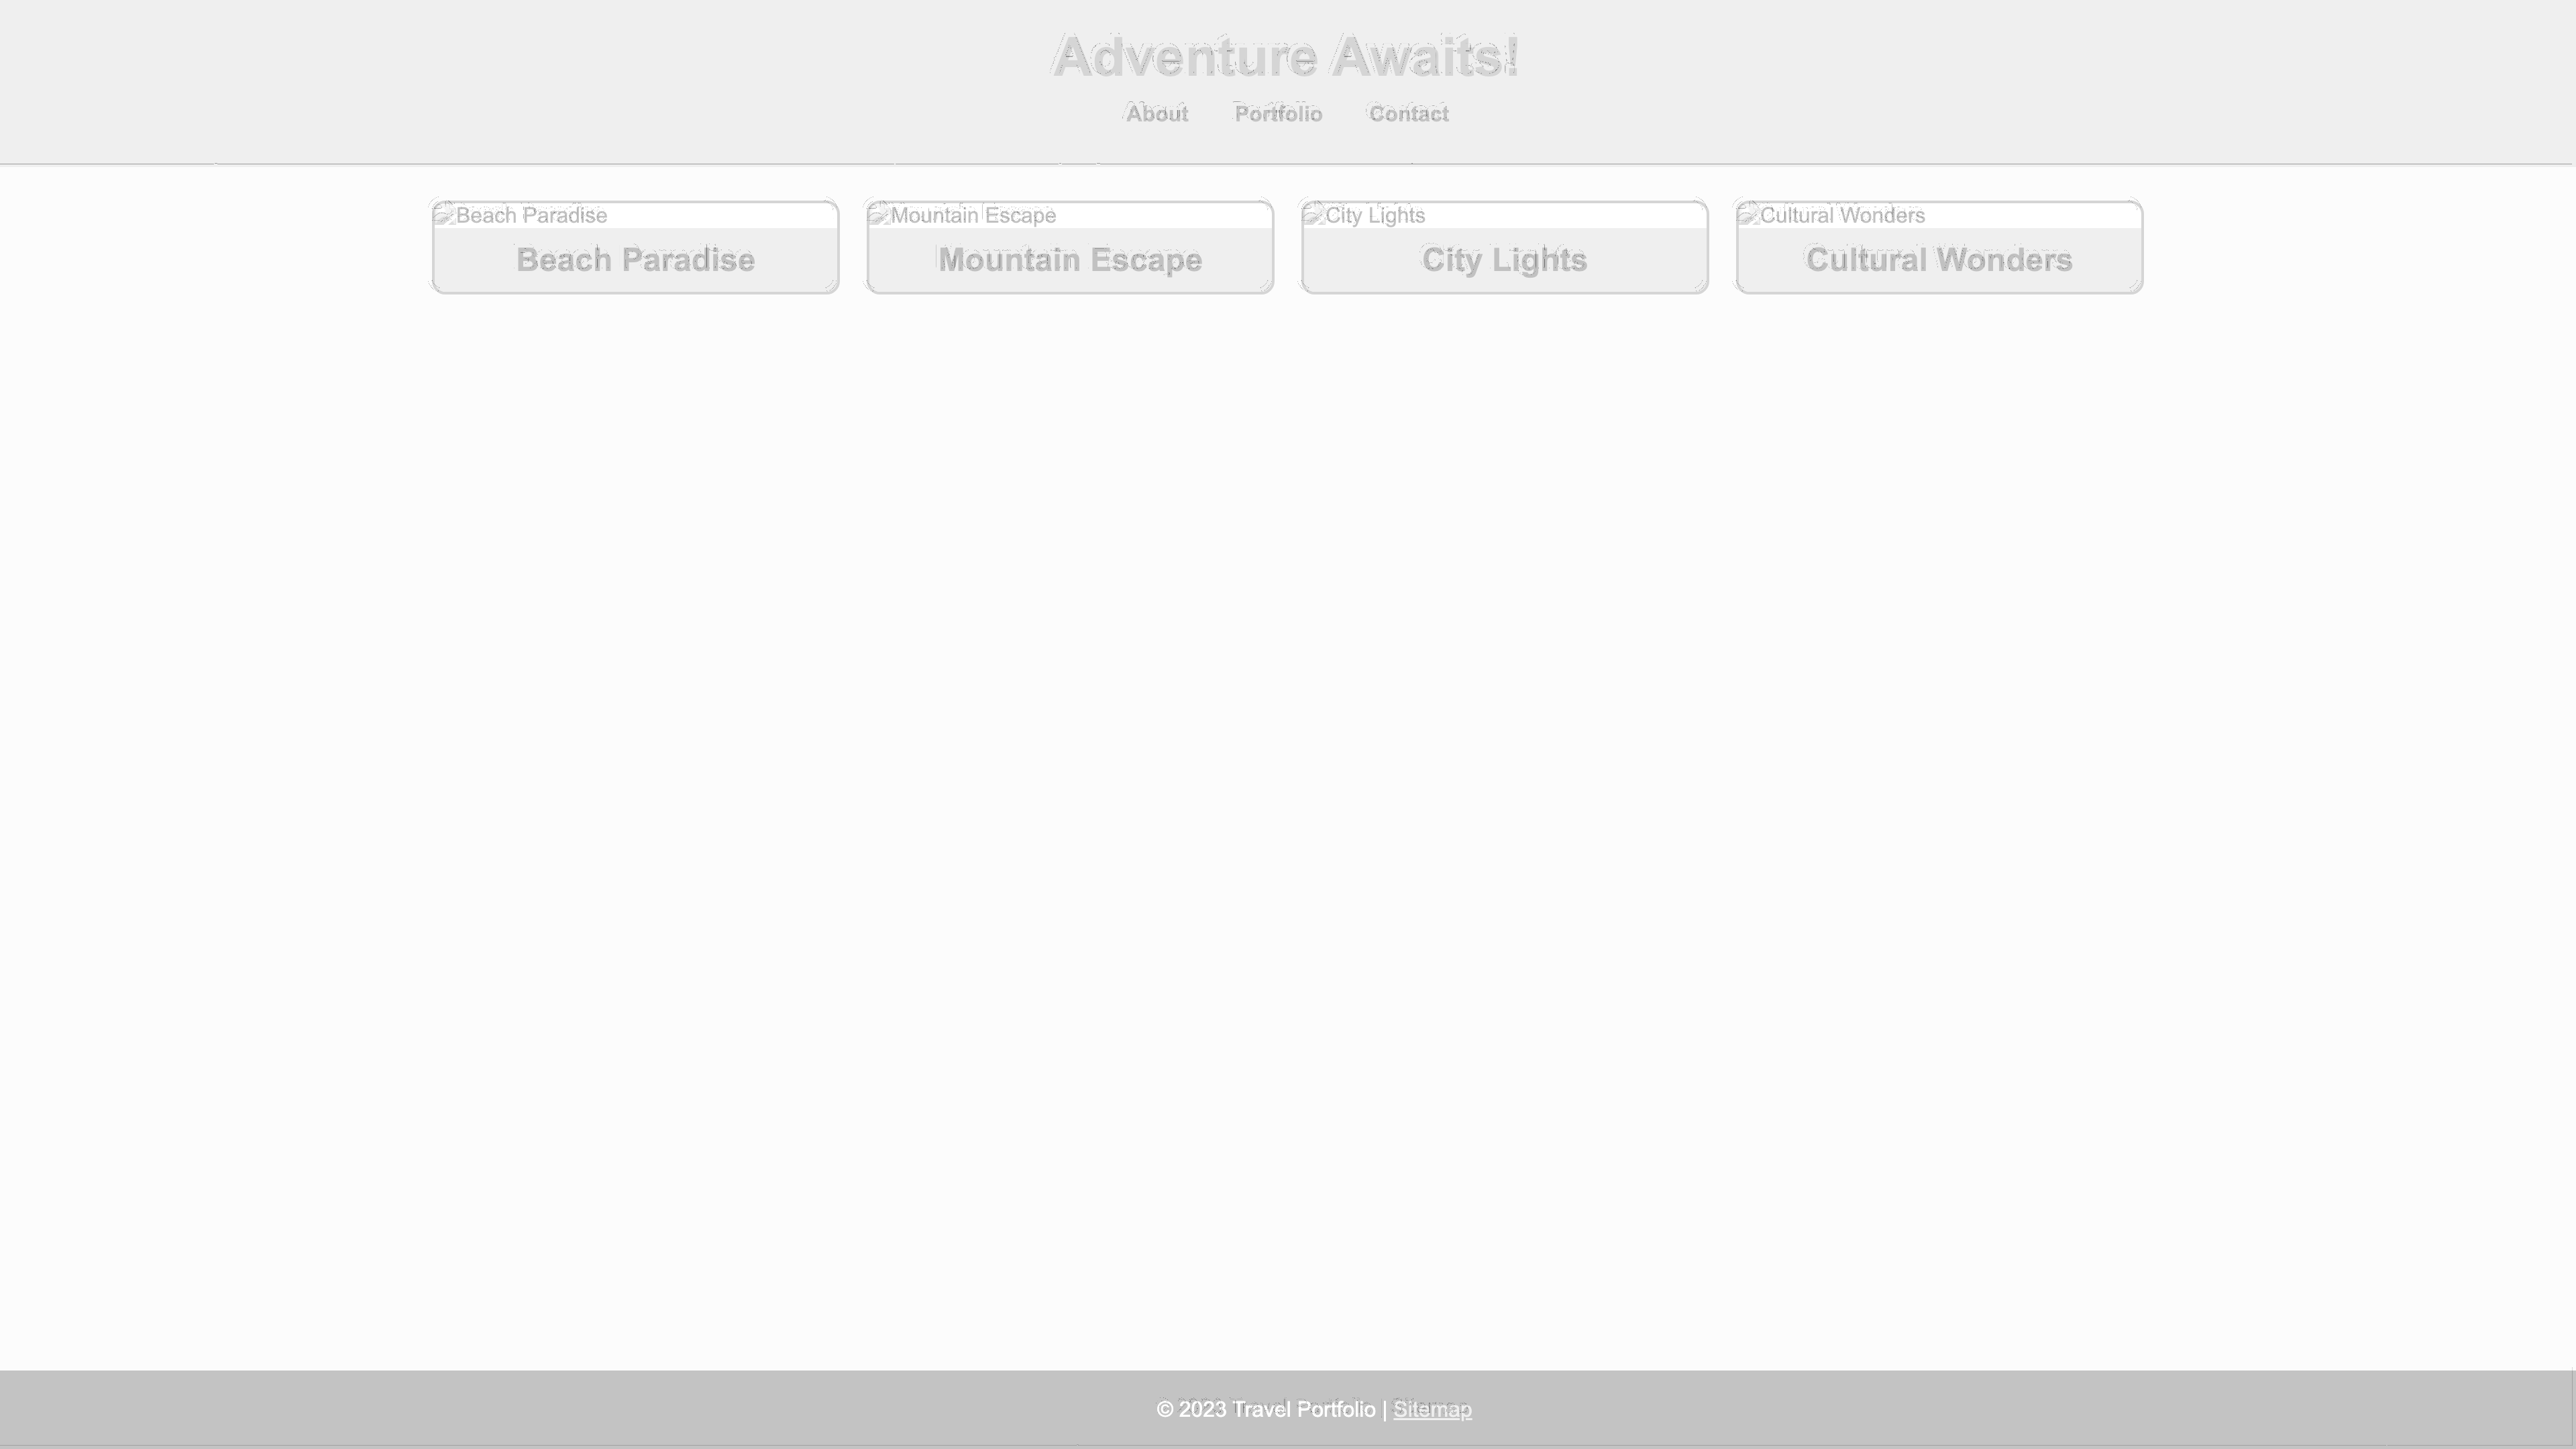 Adventure Awaits!
About Portfolio Contact
Beach Paradise Mountain Escape City Lights Cultural Wonders
Beach Paradise Mountain Escape City Lights Cultural Wonders
© 2023 Travel Portfolio | Sitemap